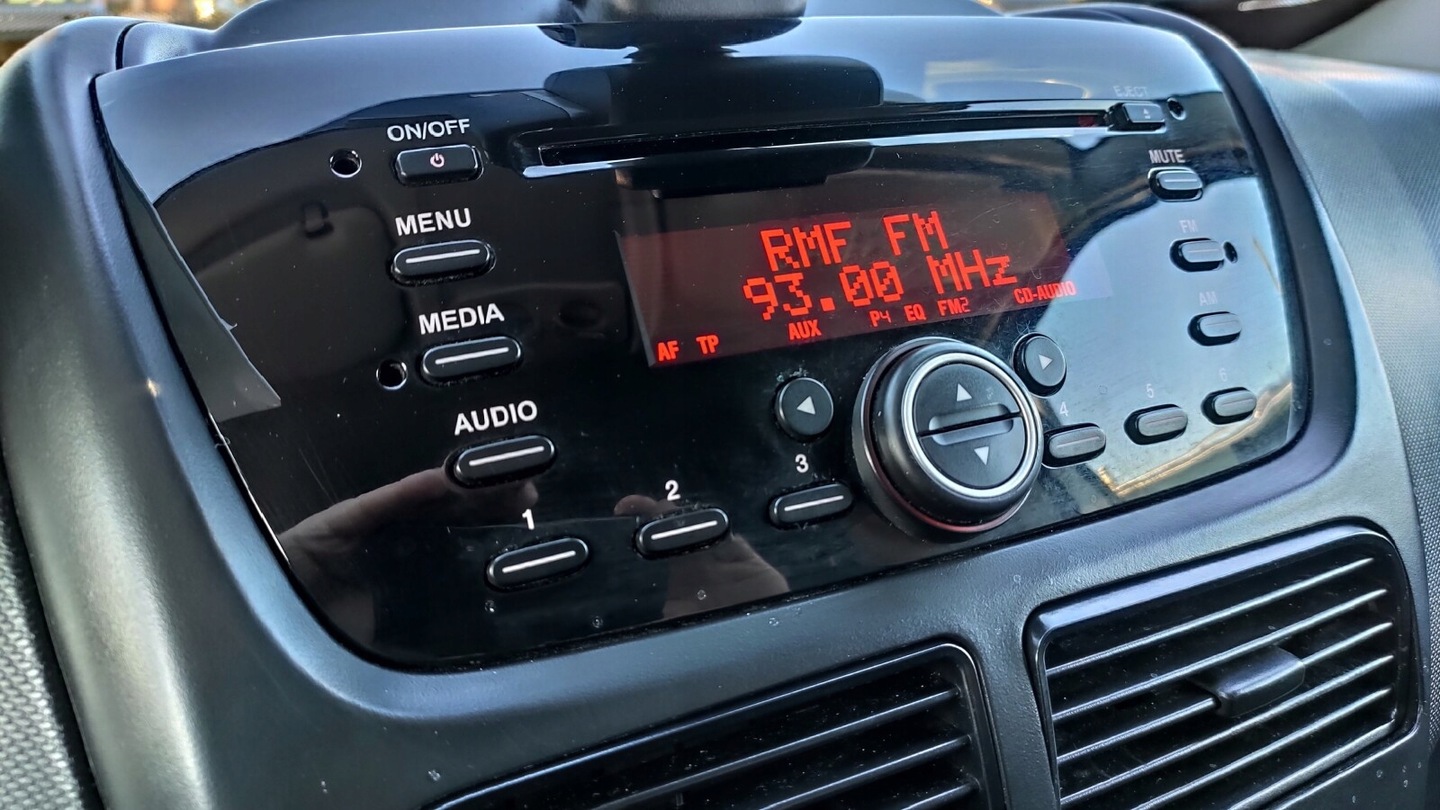 EJECT
ON/OFF
MUTE
MENU
RMF FM
FM
93.00 MHz
MEDIA
AF TP AUX P4 EQ FM2 CD-AUDIO
AM
AUDIO
1 2 3 4 5 6